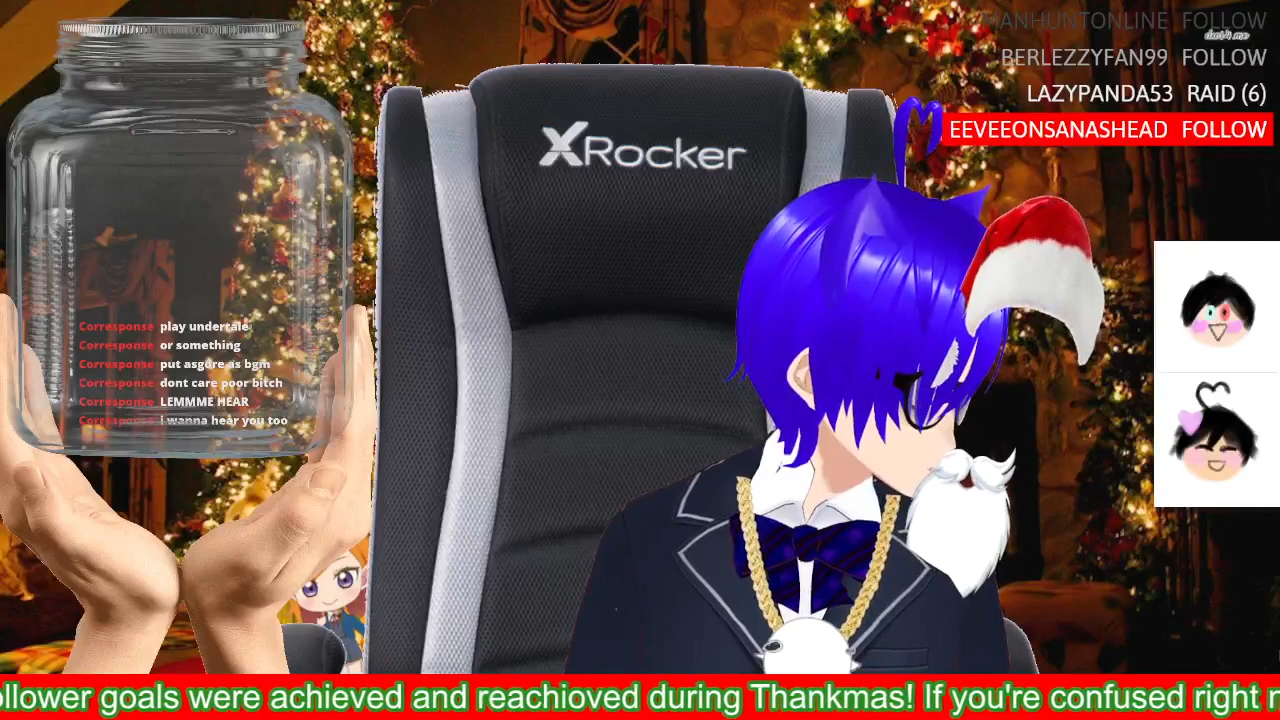 MANHUNTONLINE FOLLOW
BERLEZZYFAN99 FOLLOW
LAZYPANDA53 RAID (6)
EEVEEONSANASHEAD FOLLOW
XRocker
Corresponse play undertale
Corresponse or something
Corresponse put asgore as bgm
Corresponse dont care poor bitch
Corresponse LEMMME HEAR
Corresponse i wanna hear you too
ollower goals were achieved and reachioved during Thankmas! If you're confused right